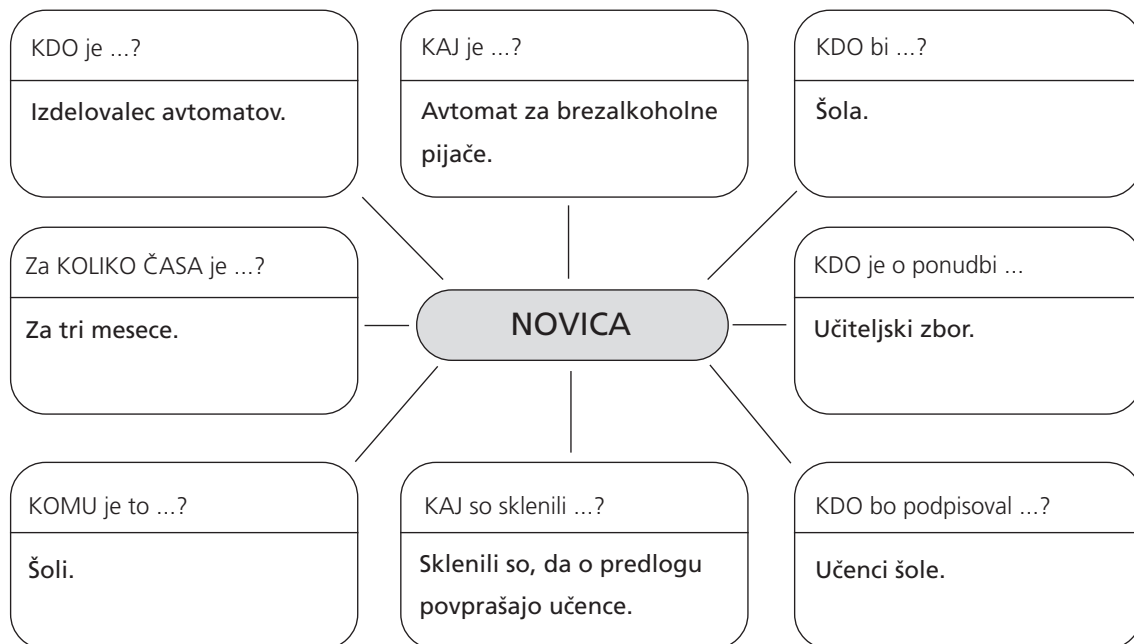 KDO je ...?
Izdelovalec avtomatov.
KAJ je ...?
Avtomat za brezalkoholne
pijače.
KDO bi ...?
Šola.
Za KOLIKO ČASA je ...?
Za tri mesece.
NOVICA
KDO je o ponudbi ...
Učiteljski zbor.
KOMU je to ...?
Šoli.
KAJ so sklenili ...?
Sklenili so, da o predlogu
povprašajo učence.
KDO bo podpisoval ...?
Učenci šole.